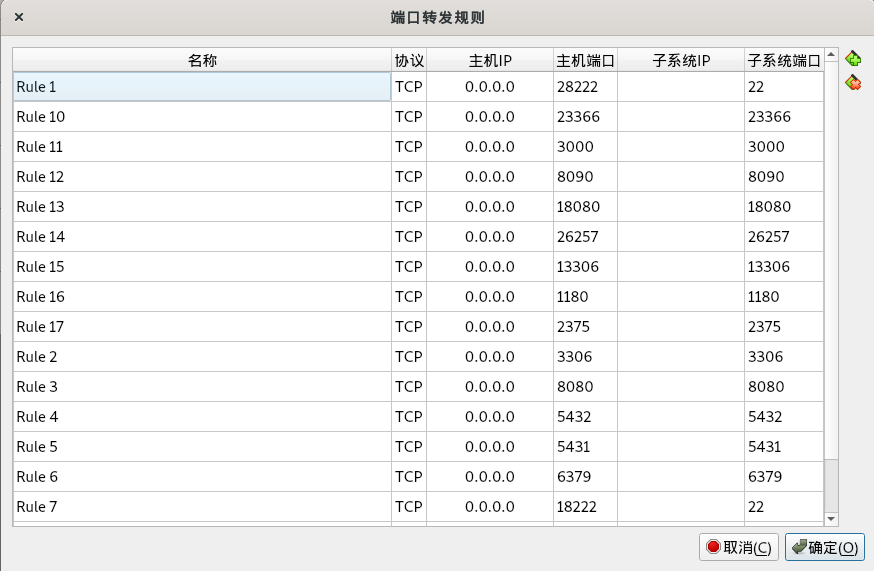 端口转发规则
名称 协议 主机IP 主机端口 子系统IP 子系统端口
Rule 1 TCP 0.0.0.0 28222 22
Rule 10 TCP 0.0.0.0 23366 23366
Rule 11 TCP 0.0.0.0 3000 3000
Rule 12 TCP 0.0.0.0 8090 8090
Rule 13 TCP 0.0.0.0 18080 18080
Rule 14 TCP 0.0.0.0 26257 26257
Rule 15 TCP 0.0.0.0 13306 13306
Rule 16 TCP 0.0.0.0 1180 1180
Rule 17 TCP 0.0.0.0 2375 2375
Rule 2 TCP 0.0.0.0 3306 3306
Rule 3 TCP 0.0.0.0 8080 8080
Rule 4 TCP 0.0.0.0 5432 5432
Rule 5 TCP 0.0.0.0 5431 5431
Rule 6 TCP 0.0.0.0 6379 6379
Rule 7 TCP 0.0.0.0 18222 22
取消(C) 确定(O)